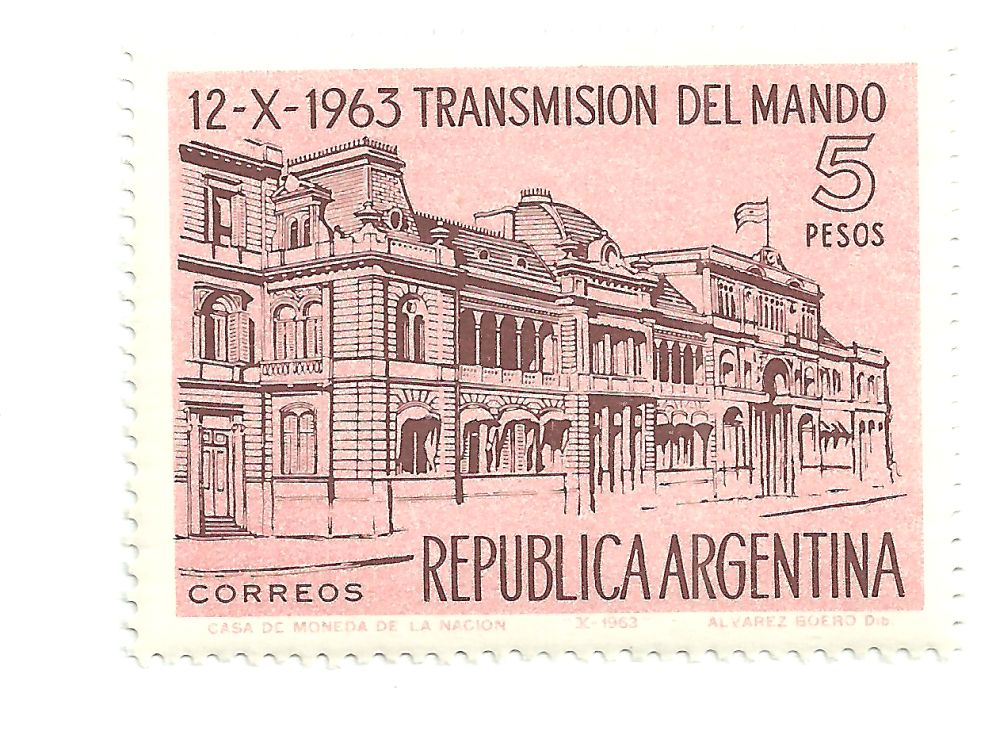 12-X-1963 TRANSMISION DEL MANDO
5
PESOS
REPUBLICA ARGENTINA
CORREOS
CASA DE MONEDA DE LA NACION X-1963 ALVAREZ BOERO Dib.